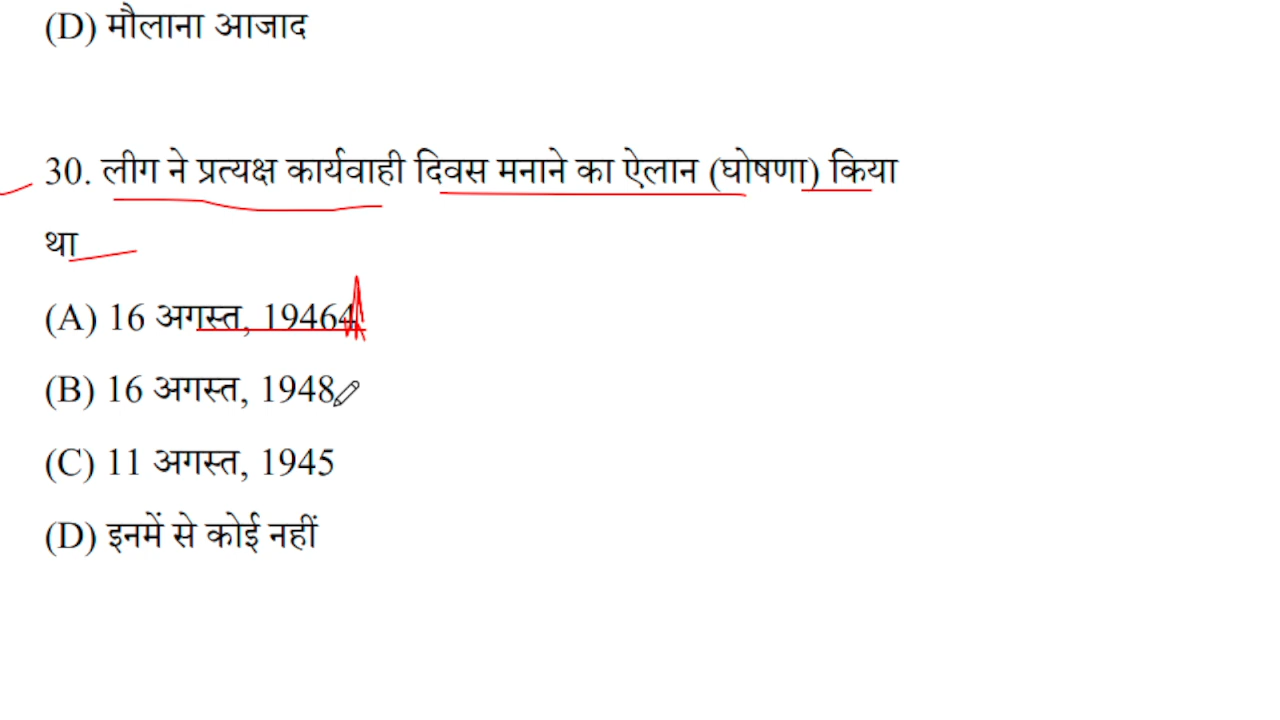 (D) मौलाना आजाद
30. लीग ने प्रत्यक्ष कार्यवाही दिवस मनाने का ऐलान (घोषणा) किया
था
(A) 16 अगस्त, 19464
(B) 16 अगस्त, 1948
(C) 11 अगस्त, 1945
(D) इनमें से कोई नहीं